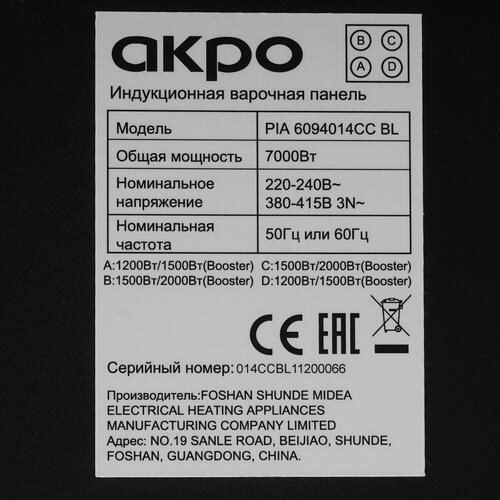 акро
B C
A D
Индукционная варочная панель
Модель PIA 6094014CC BL
Общая мощность 7000Вт
Номинальное напряжение 220-240В~
380-415В 3N~
Номинальная частота 50Гц или 60Гц
A:1200Вт/1500Вт(Booster) C:1500Вт/2000Вт(Booster)
B:1500Вт/2000Вт(Booster) D:1200Вт/1500Вт(Booster)
CE EAC
Серийный номер:014CCBL11200066
Производитель:FOSHAN SHUNDE MIDEA
ELECTRICAL HEATING APPLIANCES
MANUFACTURING COMPANY LIMITED
Адрес: NO.19 SANLE ROAD, BEIJIAO, SHUNDE,
FOSHAN, GUANGDONG, CHINA.